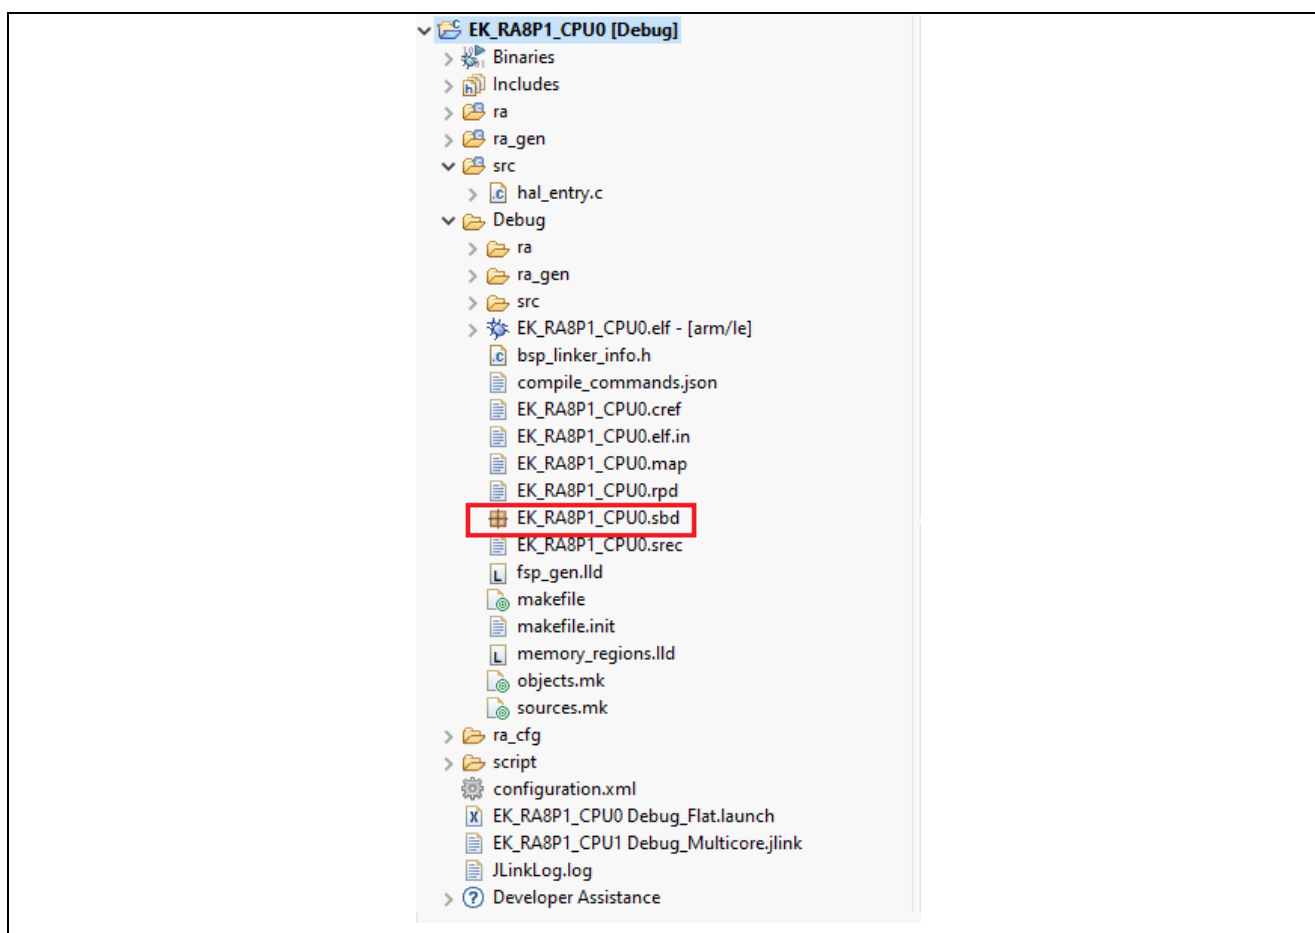 EK_RA8P1_CPU0 [Debug]
Binaries
Includes
ra
ra_gen
src
hal_entry.c
Debug
ra
ra_gen
src
EK_RA8P1_CPU0.elf - [arm/le]
bsp_linker_info.h
compile_commands.json
EK_RA8P1_CPU0.cref
EK_RA8P1_CPU0.elf.in
EK_RA8P1_CPU0.map
EK_RA8P1_CPU0.rpd
EK_RA8P1_CPU0.sbd
EK_RA8P1_CPU0.srec
fsp_gen.lld
makefile
makefile.init
memory_regions.lld
objects.mk
sources.mk
ra_cfg
script
configuration.xml
EK_RA8P1_CPU0 Debug_Flat.launch
EK_RA8P1_CPU1 Debug_Multicore.jlink
JLinkLog.log
Developer Assistance